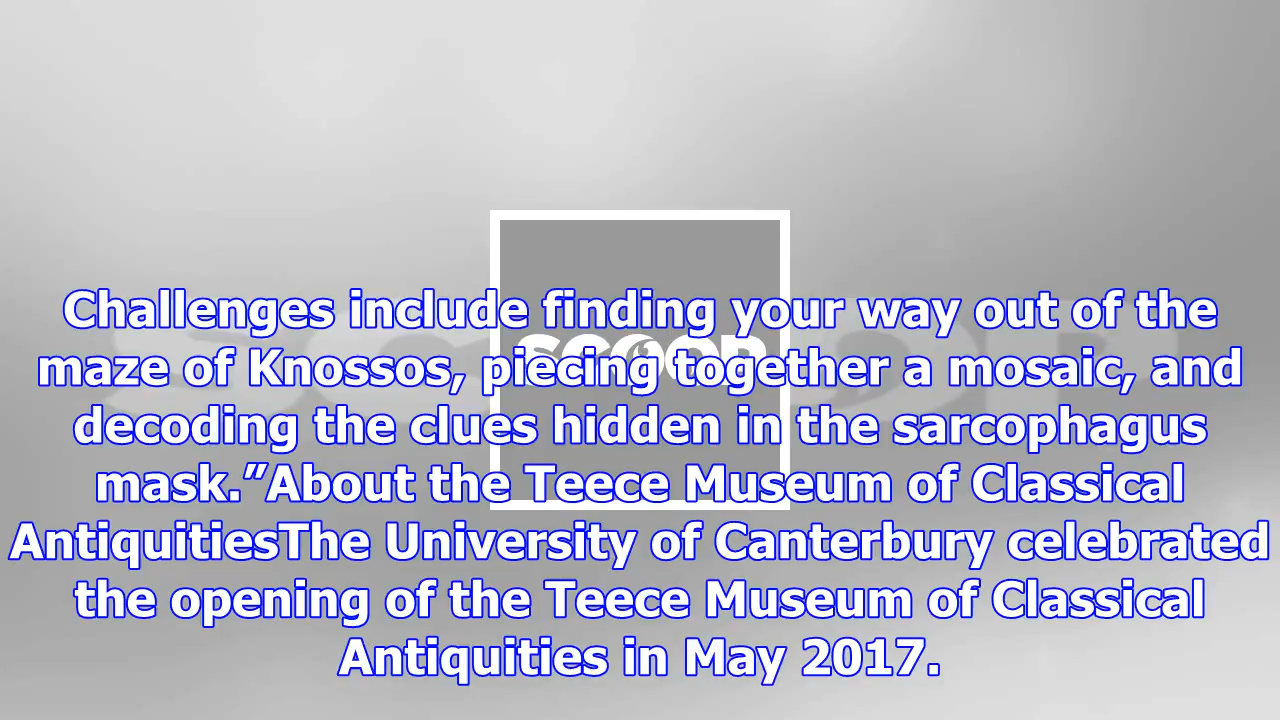 Challenges include finding your way out of the
SCOOP
maze of Knossos, piecing together a mosaic, and
decoding the clues hidden in the sarcophagus
mask.”About the Teece Museum of Classical
AntiquitiesThe University of Canterbury celebrated
the opening of the Teece Museum of Classical
Antiquities in May 2017.